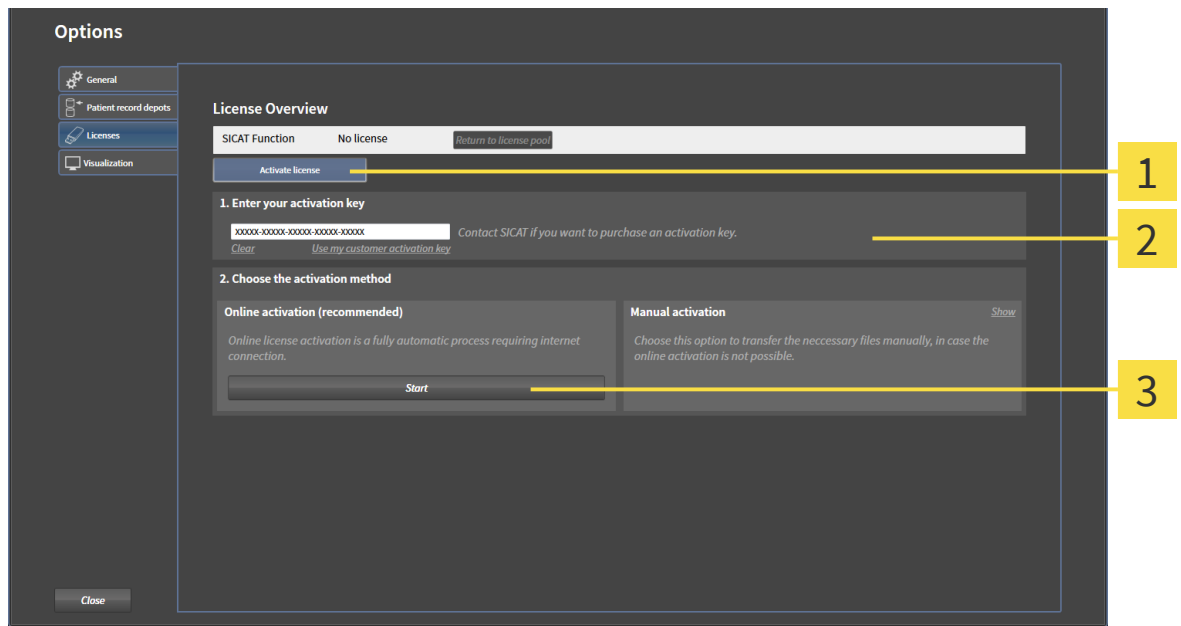 Options
General
Patient record depots
Licenses
Visualization
License Overview
SICAT Function No license Return to license pool
Activate license
1
1. Enter your activation key
xxxxx-xxxxx-xxxxx-xxxxx-xxxxx Contact SICAT if you want to purchase an activation key.
2
Clear Use my customer activation key
2. Choose the activation method
Online activation (recommended)
Online license activation is a fully automatic process requiring internet
connection.
Start
Manual activation Show
Choose this option to transfer the neccessary files manually, in case the
online activation is not possible.
3
Close